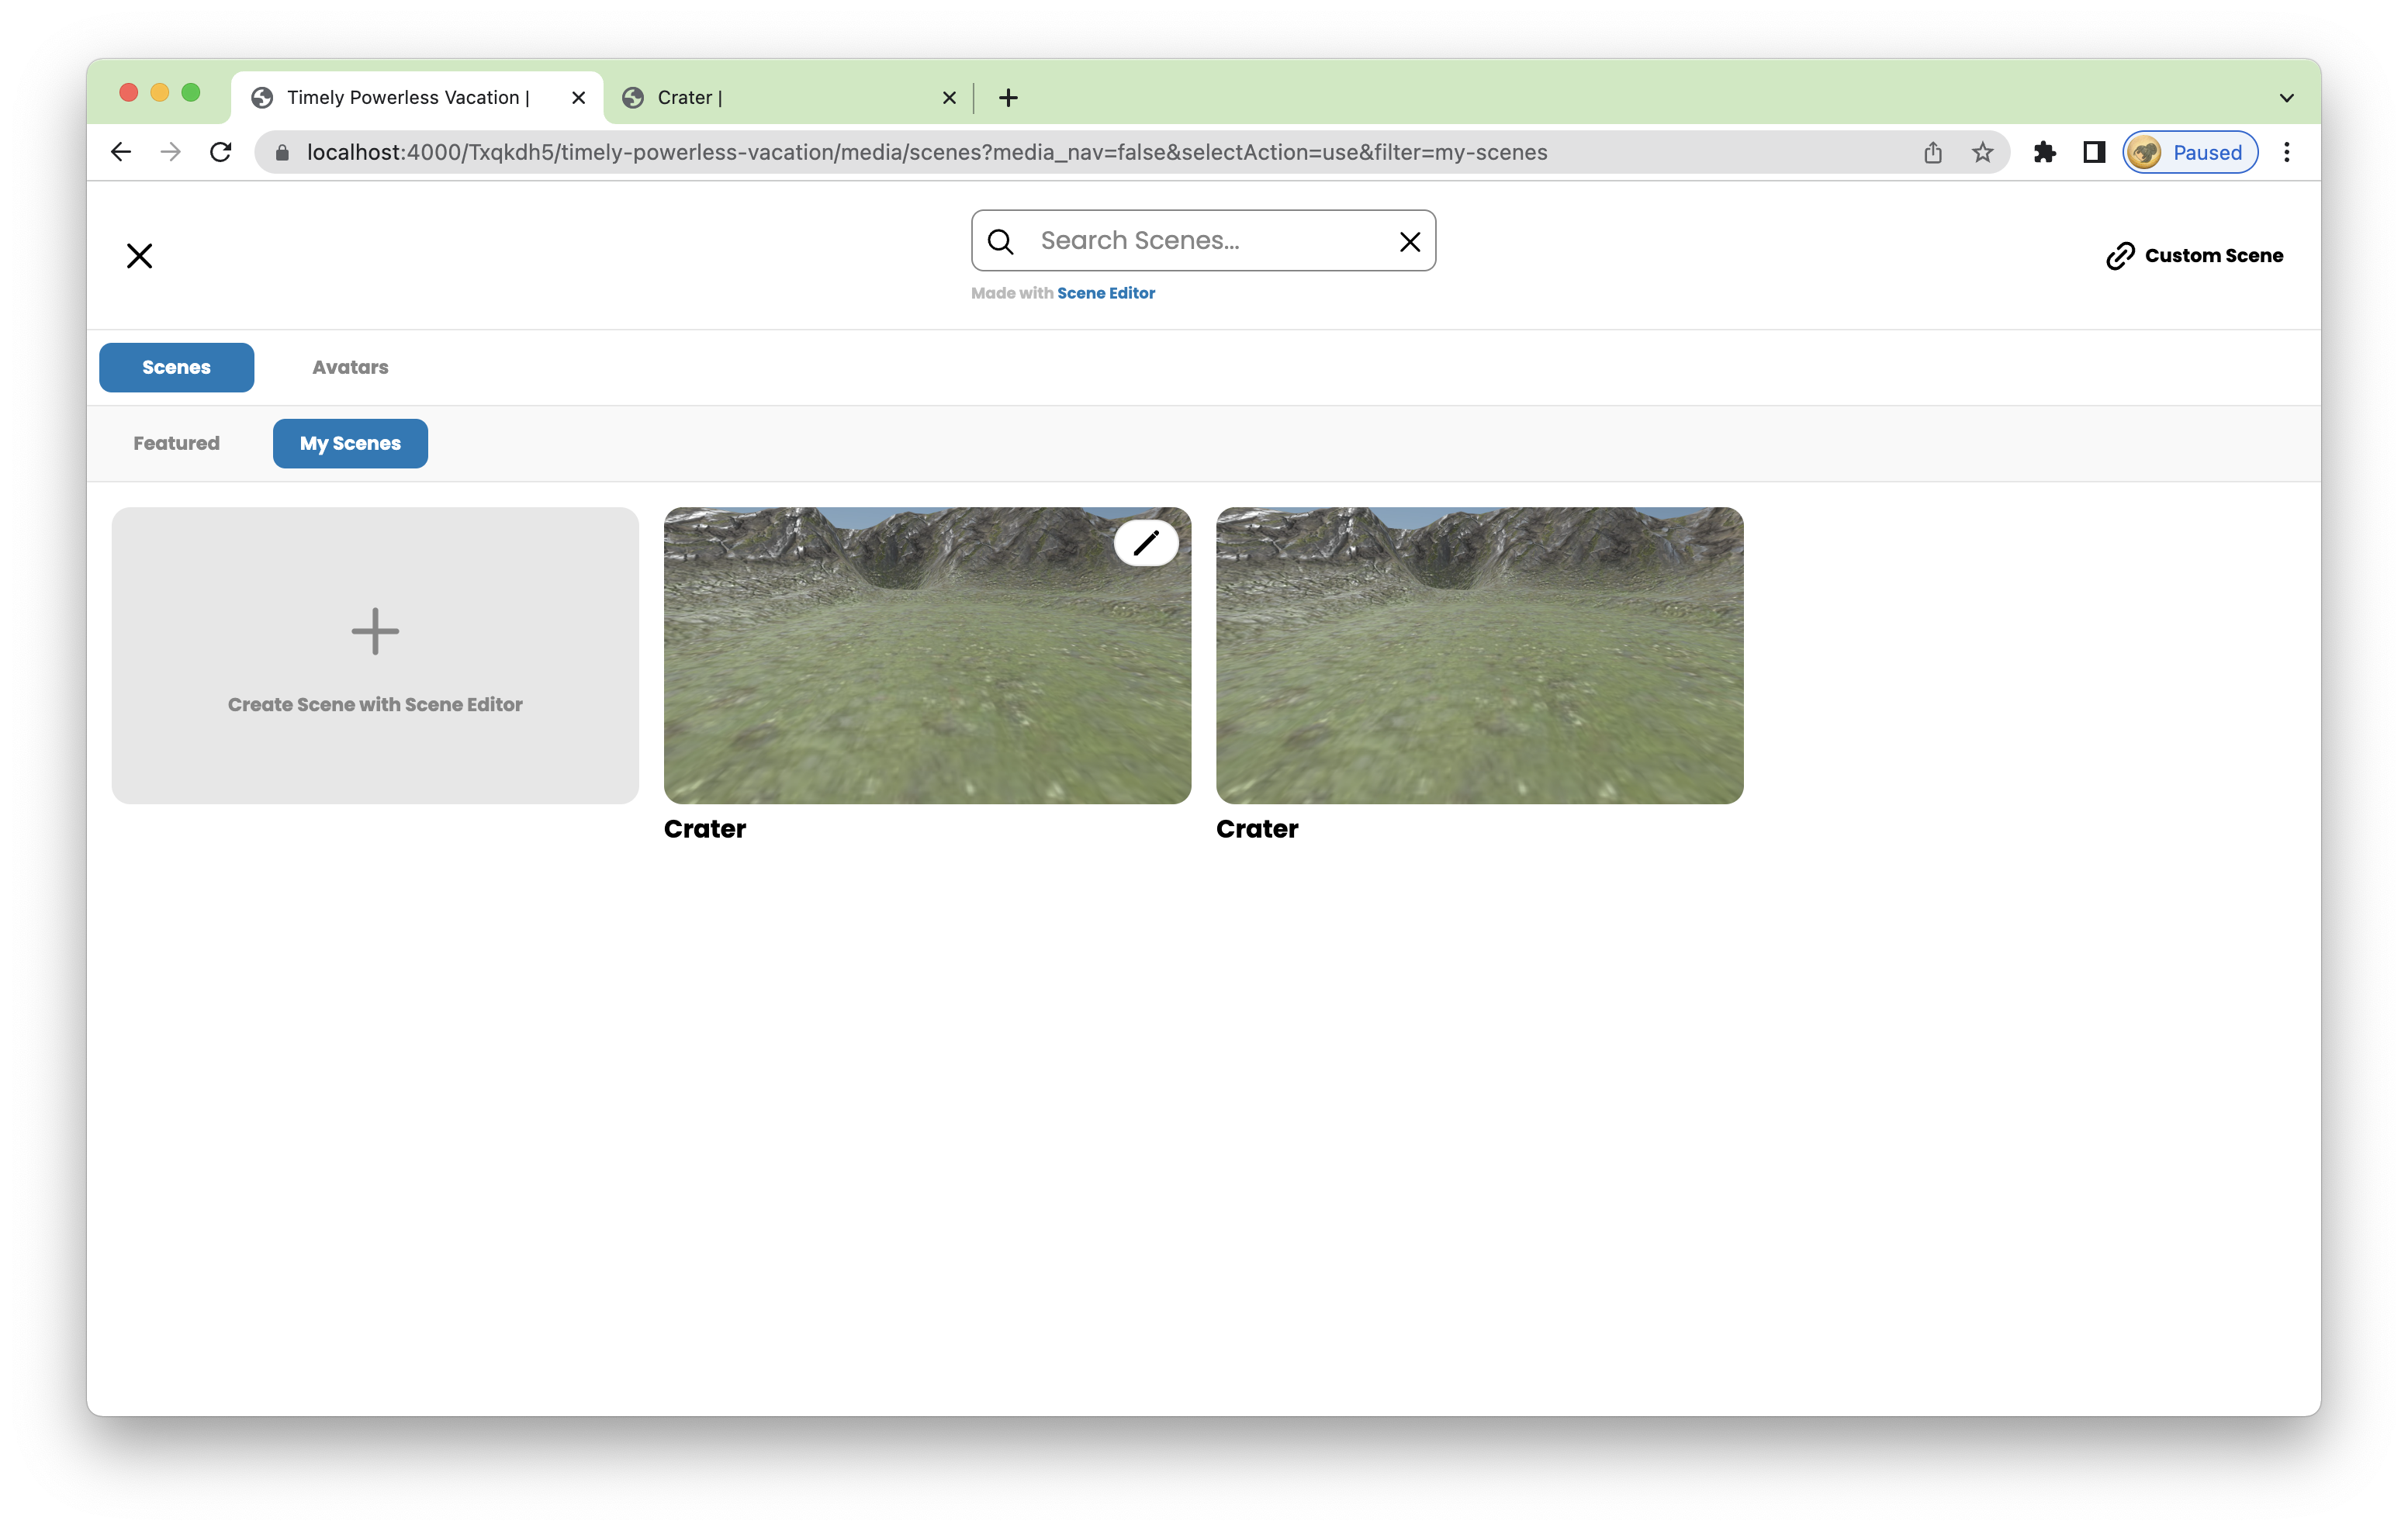 Timely Powerless Vacation |
Crater |
localhost:4000/Txqkdh5/timely-powerless-vacation/media/scenes?media_nav=false&selectAction=use&filter=my-scenes
Paused
Search Scenes...
Made with Scene Editor
Custom Scene
Scenes
Avatars
Featured
My Scenes
Create Scene with Scene Editor
Crater
Crater